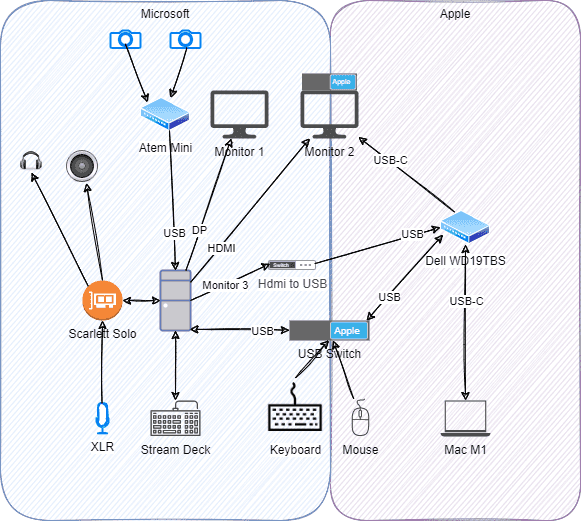 Microsoft
Apple
Apple
Atem Mini
Monitor 1
Monitor 2
USB-C
USB
DP
HDMI
USB
Dell WD19TBS
Switch
Monitor 3
Hdmi to USB
USB
USB-C
Scarlett Solo
USB
Apple
USB Switch
XLR
Stream Deck
Keyboard
Mouse
Mac M1